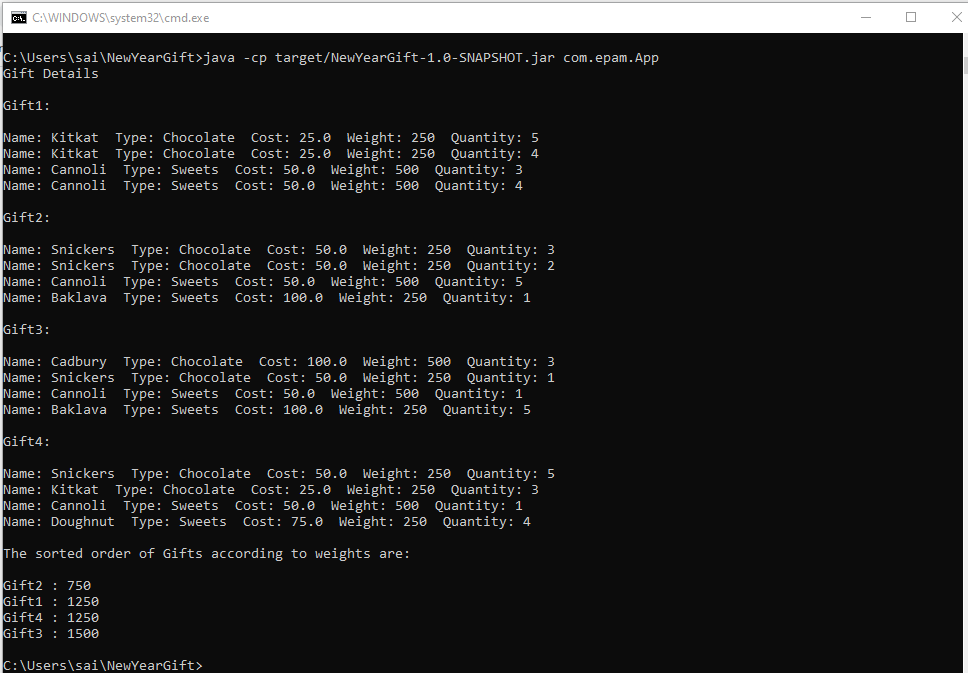 C:\WINDOWS\system32\cmd.exe
C:\Users\sai\NewYearGift>java -cp target/NewYearGift-1.0-SNAPSHOT.jar com.epam.App
Gift Details
Gift1:
Name: Kitkat  Type: Chocolate  Cost: 25.0  Weight: 250  Quantity: 5
Name: Kitkat  Type: Chocolate  Cost: 25.0  Weight: 250  Quantity: 4
Name: Cannoli  Type: Sweets  Cost: 50.0  Weight: 500  Quantity: 3
Name: Cannoli  Type: Sweets  Cost: 50.0  Weight: 500  Quantity: 4
Gift2:
Name: Snickers  Type: Chocolate  Cost: 50.0  Weight: 250  Quantity: 3
Name: Snickers  Type: Chocolate  Cost: 50.0  Weight: 250  Quantity: 2
Name: Cannoli  Type: Sweets  Cost: 50.0  Weight: 500  Quantity: 5
Name: Baklava  Type: Sweets  Cost: 100.0  Weight: 250  Quantity: 1
Gift3:
Name: Cadbury  Type: Chocolate  Cost: 100.0  Weight: 500  Quantity: 3
Name: Snickers  Type: Chocolate  Cost: 50.0  Weight: 250  Quantity: 1
Name: Cannoli  Type: Sweets  Cost: 50.0  Weight: 500  Quantity: 1
Name: Baklava  Type: Sweets  Cost: 100.0  Weight: 250  Quantity: 5
Gift4:
Name: Snickers  Type: Chocolate  Cost: 50.0  Weight: 250  Quantity: 5
Name: Kitkat  Type: Chocolate  Cost: 25.0  Weight: 250  Quantity: 3
Name: Cannoli  Type: Sweets  Cost: 50.0  Weight: 500  Quantity: 1
Name: Doughnut  Type: Sweets  Cost: 75.0  Weight: 250  Quantity: 4
The sorted order of Gifts according to weights are:
Gift2 : 750
Gift1 : 1250
Gift4 : 1250
Gift3 : 1500
C:\Users\sai\NewYearGift>